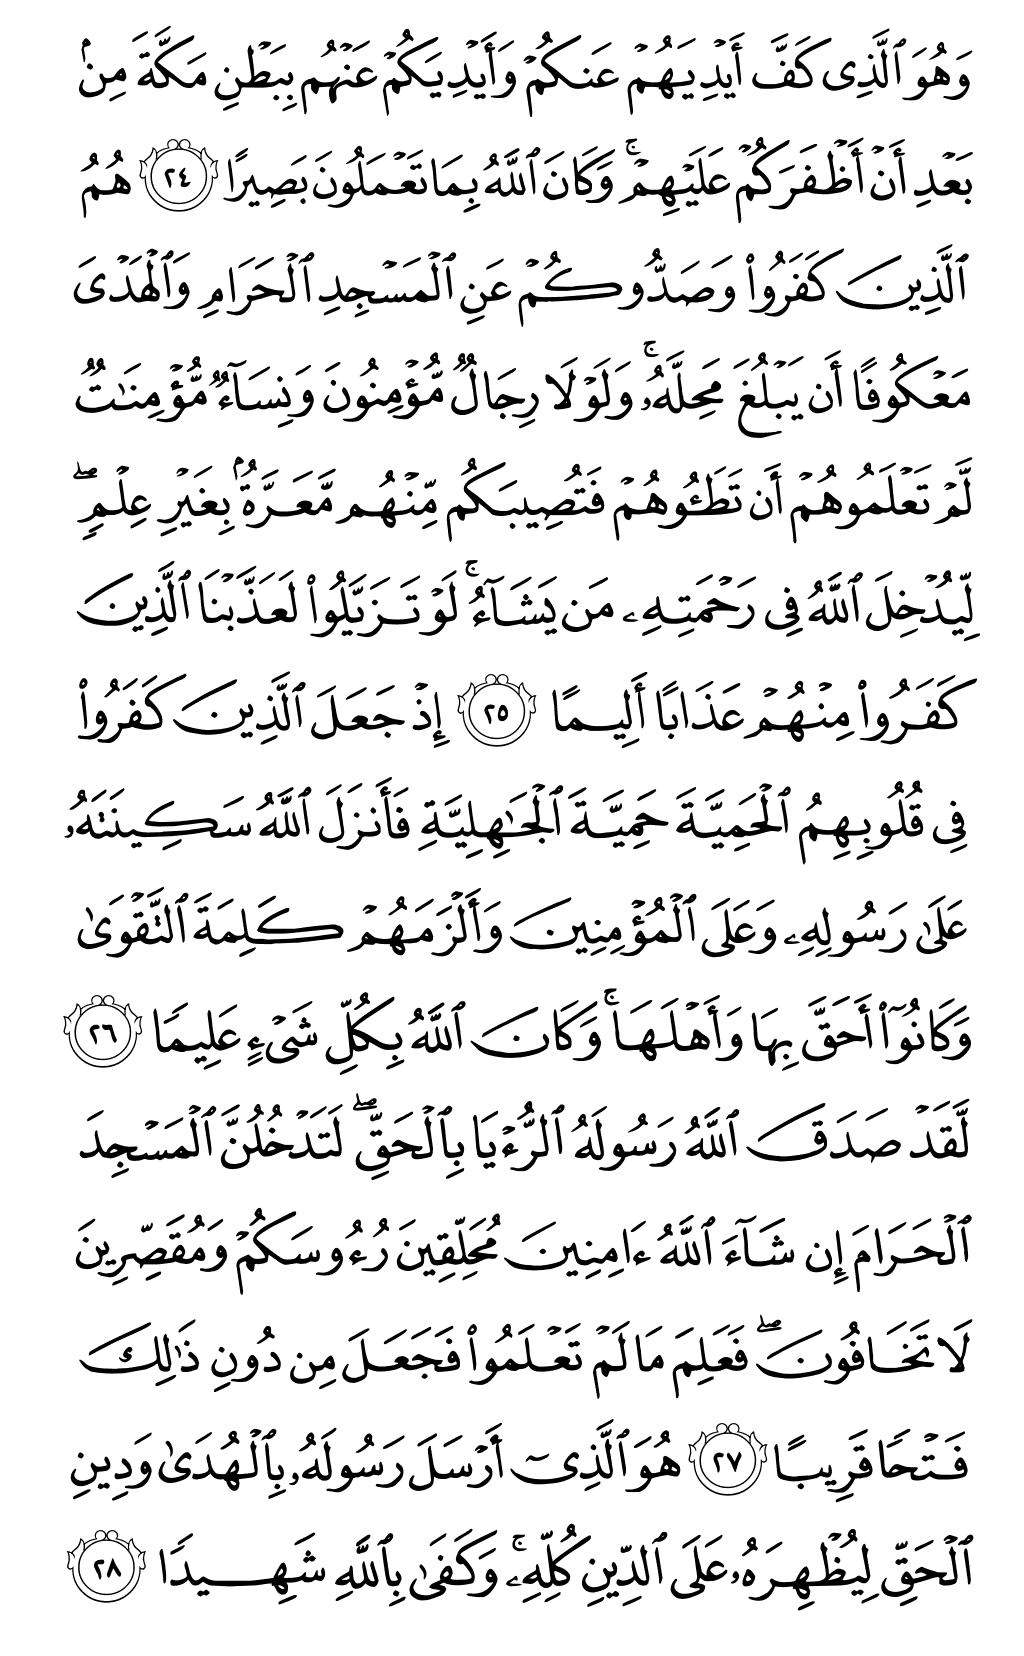 وَهُوَ ٱلَّذِى كَفَّ أَيْدِيَهُمْ عَنكُمْ وَأَيْدِيَكُمْ عَنْهُم بِبَطْنِ مَكَّةَ مِنۢ
بَعْدِ أَنْ أَظْفَرَكُمْ عَلَيْهِمْ ۚ وَكَانَ ٱللَّهُ بِمَا تَعْمَلُونَ بَصِيرًا ٢٤ هُمُ
ٱلَّذِينَ كَفَرُوا۟ وَصَدُّوكُمْ عَنِ ٱلْمَسْجِدِ ٱلْحَرَامِ وَٱلْهَدْىَ
مَعْكُوفًا أَن يَبْلُغَ مَحِلَّهُۥ ۚ وَلَوْلَا رِجَالٌ مُّؤْمِنُونَ وَنِسَآءٌ مُّؤْمِنَـٰتٌ
لَّمْ تَعْلَمُوهُمْ أَن تَطَـُٔوهُمْ فَتُصِيبَكُم مِّنْهُم مَّعَرَّةٌۢ بِغَيْرِ عِلْمٍ ۖ
لِّيُدْخِلَ ٱللَّهُ فِى رَحْمَتِهِۦ مَن يَشَآءُ ۚ لَوْ تَزَيَّلُوا۟ لَعَذَّبْنَا ٱلَّذِينَ
كَفَرُوا۟ مِنْهُمْ عَذَابًا أَلِيمًا ٢٥ إِذْ جَعَلَ ٱلَّذِينَ كَفَرُوا۟
فِى قُلُوبِهِمُ ٱلْحَمِيَّةَ حَمِيَّةَ ٱلْجَـٰهِلِيَّةِ فَأَنزَلَ ٱللَّهُ سَكِينَتَهُۥ
عَلَىٰ رَسُولِهِۦ وَعَلَى ٱلْمُؤْمِنِينَ وَأَلْزَمَهُمْ كَلِمَةَ ٱلتَّقْوَىٰ
وَكَانُوٓا۟ أَحَقَّ بِهَا وَأَهْلَهَا ۚ وَكَانَ ٱللَّهُ بِكُلِّ شَىْءٍ عَلِيمًا ٢٦
لَّقَدْ صَدَقَ ٱللَّهُ رَسُولَهُ ٱلرُّءْيَا بِٱلْحَقِّ ۖ لَتَدْخُلُنَّ ٱلْمَسْجِدَ
ٱلْحَرَامَ إِن شَآءَ ٱللَّهُ ءَامِنِينَ مُحَلِّقِينَ رُءُوسَكُمْ وَمُقَصِّرِينَ
لَا تَخَافُونَ ۖ فَعَلِمَ مَا لَمْ تَعْلَمُوا۟ فَجَعَلَ مِن دُونِ ذَٰلِكَ
فَتْحًا قَرِيبًا ٢٧ هُوَ ٱلَّذِىٓ أَرْسَلَ رَسُولَهُۥ بِٱلْهُدَىٰ وَدِينِ
ٱلْحَقِّ لِيُظْهِرَهُۥ عَلَى ٱلدِّينِ كُلِّهِۦ ۚ وَكَفَىٰ بِٱللَّهِ شَهِيدًا ٢٨